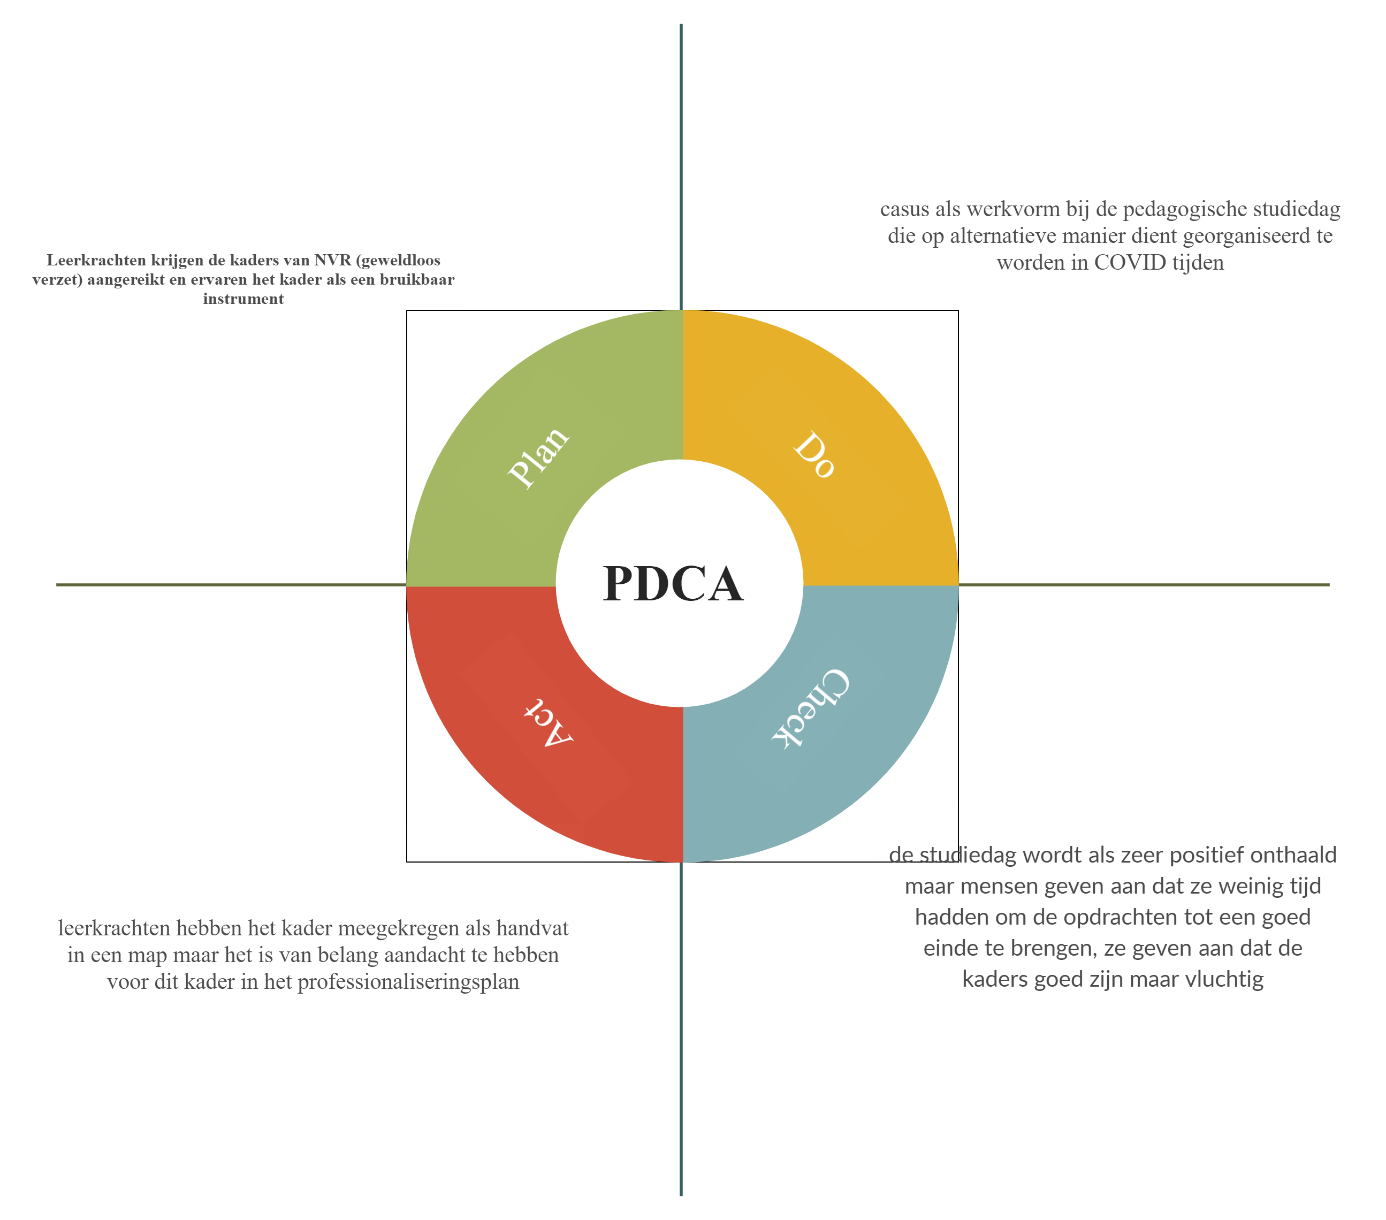 Leerkrachten krijgen de kaders van NVR (geweldloos
verzet) aangereikt en ervaren het kader als een bruikbaar
instrument
casus als werkvorm bij de pedagogische studiedag
die op alternatieve manier dient georganiseerd te
worden in COVID tijden
Plan
Do
PDCA
Act
Check
leerkrachten hebben het kader meegekregen als handvat
in een map maar het is van belang aandacht te hebben
voor dit kader in het professionaliseringsplan
de studiedag wordt als zeer positief onthaald
maar mensen geven aan dat ze weinig tijd
hadden om de opdrachten tot een goed
einde te brengen, ze geven aan dat de
kaders goed zijn maar vluchtig